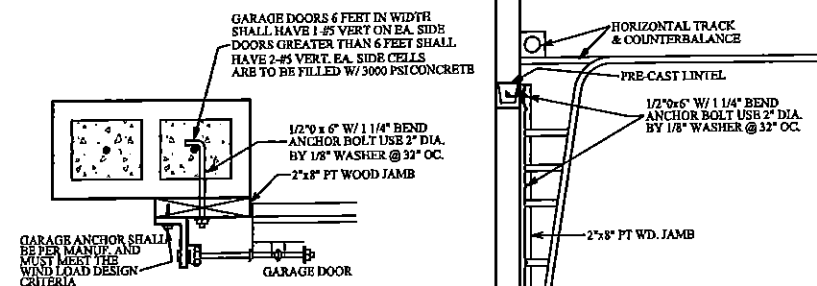 GARAGE DOORS 6 FEET IN WIDTH
SHALL HAVE 1-#5 VERT ON EA. SIDE
DOORS GREATER THAN 6 FEET SHALL
HAVE 2-#5 VERT. EA. SIDE CELLS
ARE TO BE FILLED W/ 3000 PSI CONCRETE
1/2"0 x 6" W/ 1 1/4" BEND
ANCHOR BOLT USE 2" DIA.
BY 1/8" WASHER @ 32" OC.
2"x8" PT WOOD JAMB
GARAGE ANCHOR SHALL
BE PER MANUF. AND
MUST MEET THE
WIND LOAD DESIGN
CRITERIA
GARAGE DOOR
HORIZONTAL TRACK
& COUNTERBALANCE
PRE-CAST LINTEL
1/2"0x6" W/ 1 1/4" BEND
ANCHOR BOLT USE 2" DIA.
BY 1/8" WASHER @ 32" OC.
2"x8" PT WD. JAMB